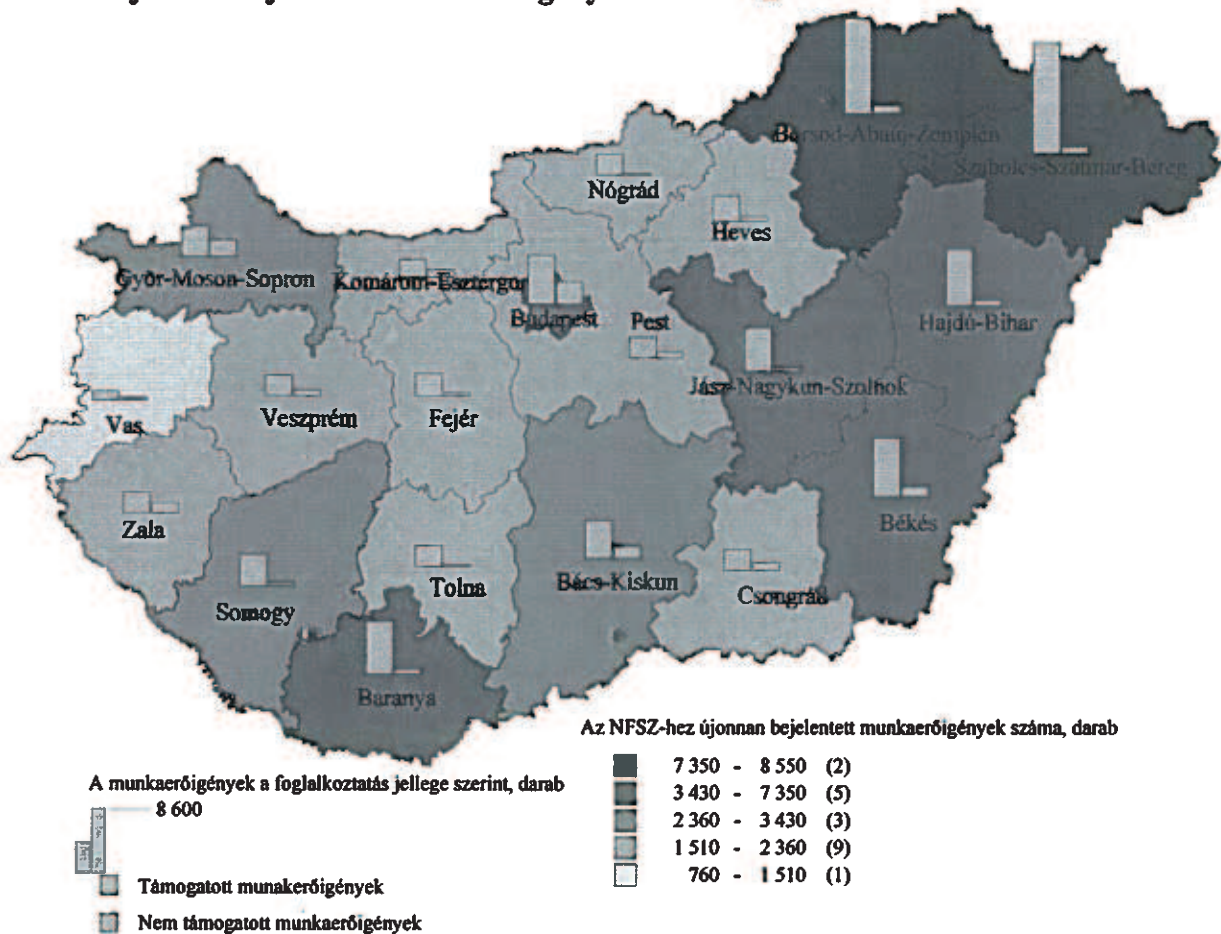 Borsod-Abaúj-Zemplén
Szabolcs-Szatmár-Bereg
Nógrád
Heves
Győr-Moson-Sopron
Komárom-Esztergom
Budapest
Pest
Hajdú-Bihar
Jász-Nagykun-Szolnok
Vas
Veszprém
Fejér
Zala
Békés
Somogy
Tolna
Bács-Kiskun
Csongrád
Baranya
Az NFSZ-hez újonnan bejelentett munkaerőigények száma, darab
7 350 - 8 550 (2)
3 430 - 7 350 (5)
2 360 - 3 430 (3)
1 510 - 2 360 (9)
760 - 1 510 (1)
A munkaerőigények a foglalkoztatás jellege szerint, darab
8 600
Támogatott munakerőigények
Nem támogatott munkaerőigények